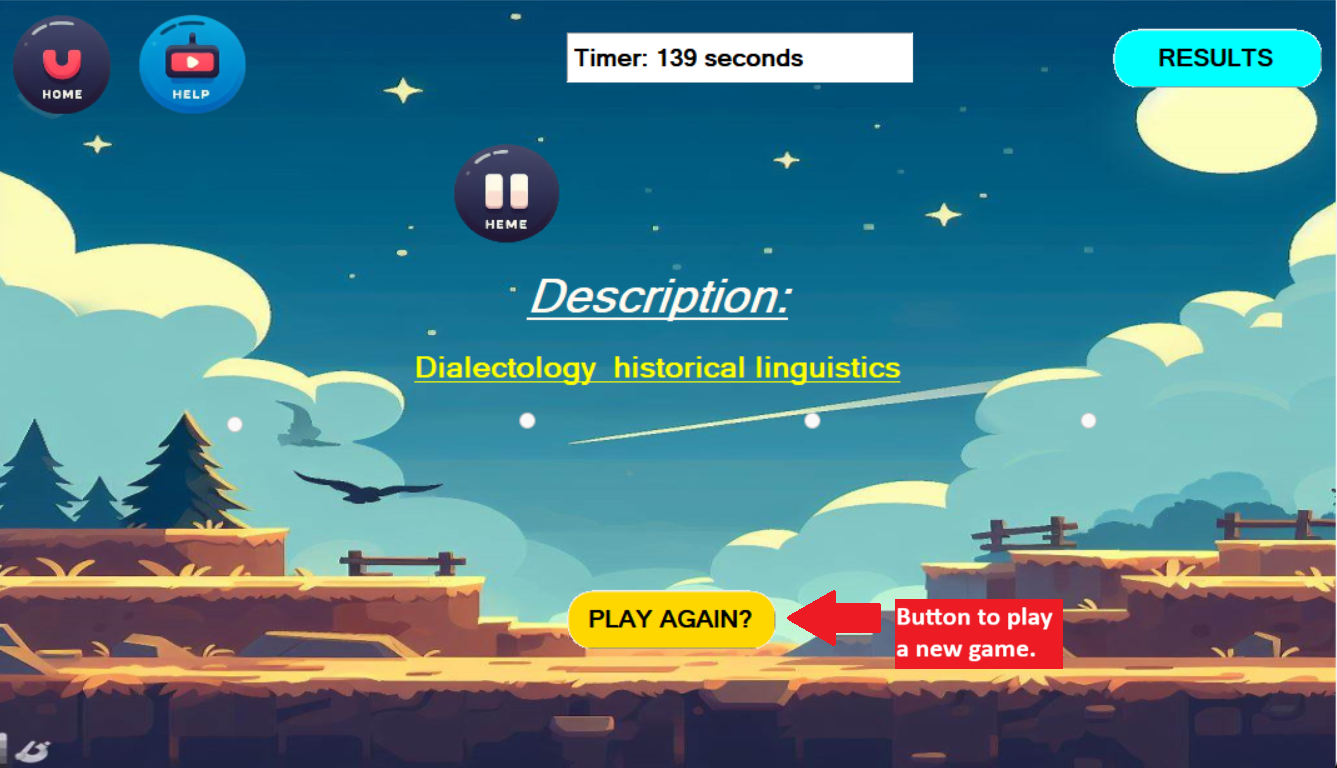 HOME
HELP
Timer: 139 seconds
RESULTS
HEME
Description:
Dialectology  historical linguistics
PLAY AGAIN?
Button to play
a new game.